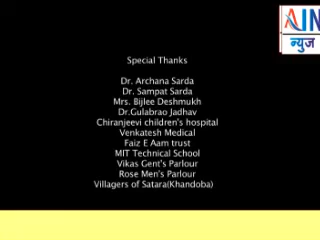 AIN
न्युज
Special Thanks
Dr. Archana Sarda
Dr. Sampat Sarda
Mrs. Bijlee Deshmukh
Dr.Gulabrao Jadhav
Chiranjeevi children's hospital
Venkatesh Medical
Faiz E Aam trust
MIT Technical School
Vikas Gent's Parlour
Rose Men's Parlour
Villagers of Satara(Khandoba)